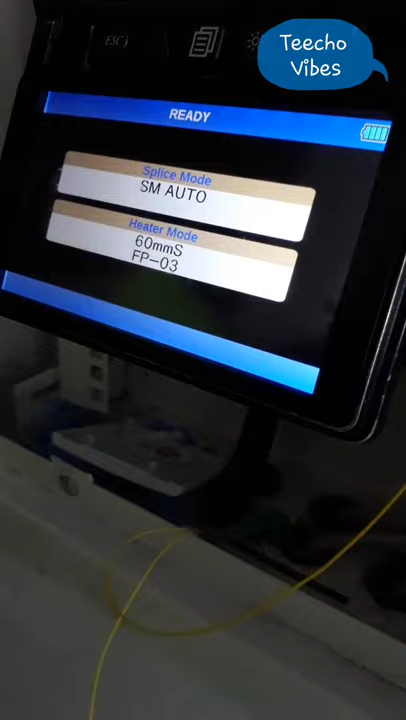 ESC)
Teecho
Vibes
READY
Splice Mode
SM AUTO
Heater Mode
60mmS
FP-03